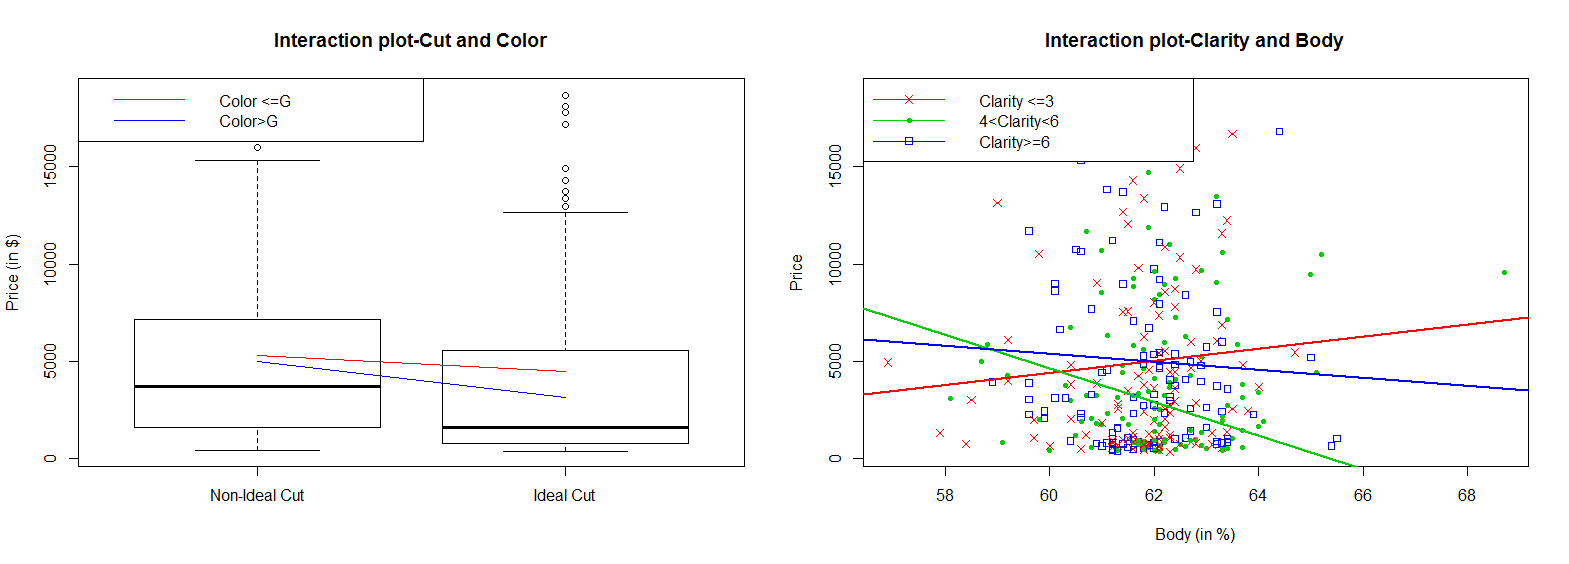 Interaction plot-Cut and Color
Color <=G
Color>G
Price (in $)
15000
10000
5000
0
Non-Ideal Cut
Ideal Cut
Interaction plot-Clarity and Body
Clarity <=3
4<Clarity<6
Clarity>=6
Price
15000
10000
5000
0
58
60
62
64
66
68
Body (in %)